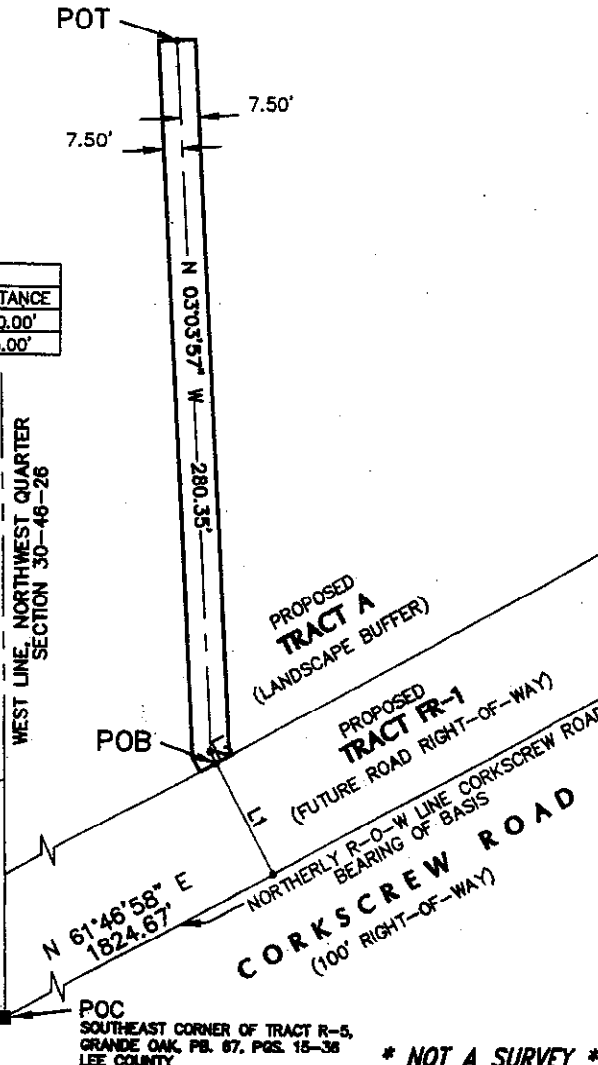 POT
7.50'
7.50'
TANCE
0.00'
.00'
N 03°03'57" W
280.35'
WEST LINE, NORTHWEST QUARTER
SECTION 30-46-26
PROPOSED
TRACT A
(LANDSCAPE BUFFER)
PROPOSED
TRACT FR-1
(FUTURE ROAD RIGHT-OF-WAY)
POB
L1
NORTHERLY R-O-W LINE CORKSCREW ROAD
BEARING OF BASIS
CORKSCREW ROAD
(100' RIGHT-OF-WAY)
N 61°46'58" E
1824.67'
POC
SOUTHEAST CORNER OF TRACT R-5,
GRANDE OAK, PB. 67, PGS. 15-36
LEE COUNTY
* NOT A SURVEY *